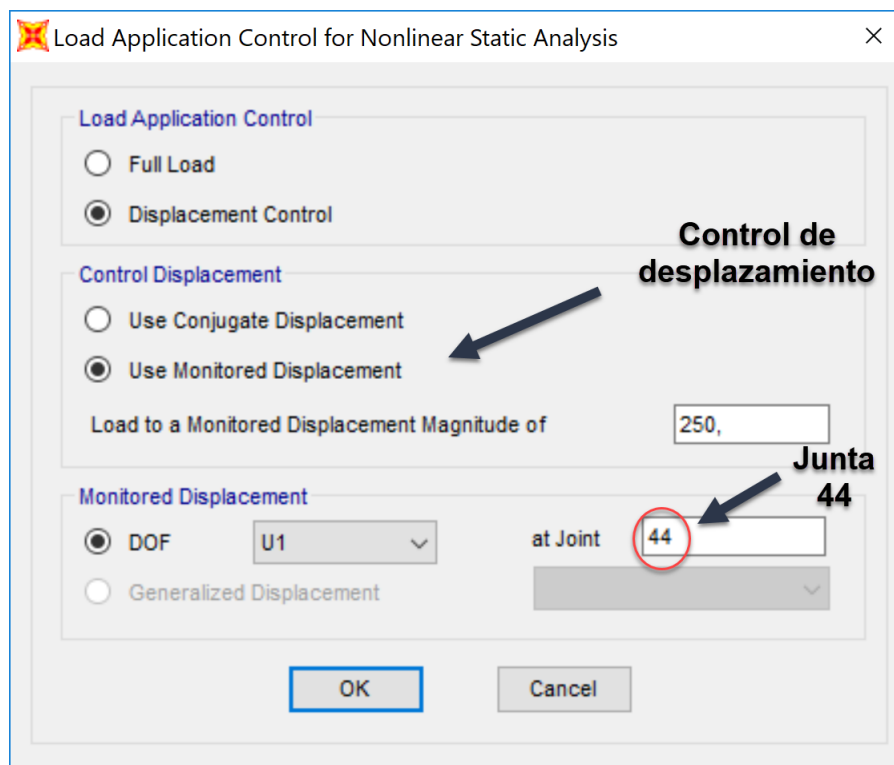 Load Application Control for Nonlinear Static Analysis
Load Application Control
Full Load
Displacement Control
Control de
desplazamiento
Control Displacement
Use Conjugate Displacement
Use Monitored Displacement
Load to a Monitored Displacement Magnitude of 250,
Junta
44
Monitored Displacement
DOF U1 at Joint 44
Generalized Displacement
OK Cancel